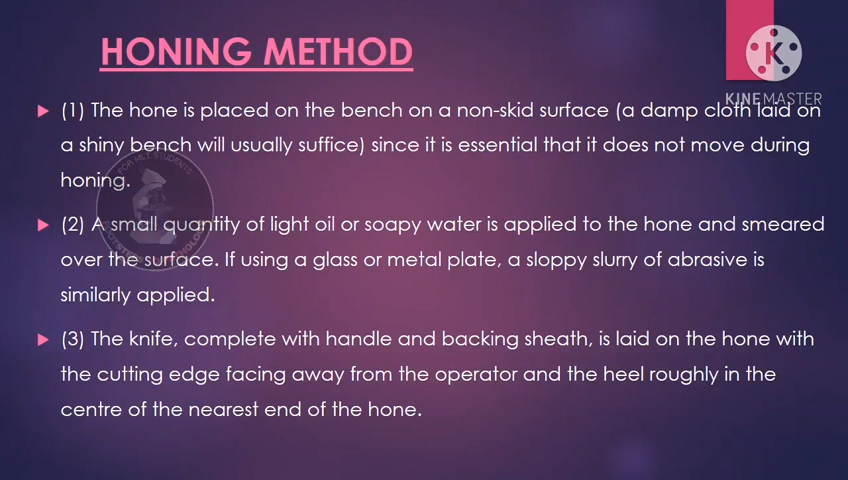 HONING METHOD
K
KINEMASTER
(1) The hone is placed on the bench on a non-skid surface (a damp cloth laid on
a shiny bench will usually suffice) since it is essential that it does not move during
honing.
FOR MLT STUDENTS
(2) A small quantity of light oil or soapy water is applied to the hone and smeared
over the surface. If using a glass or metal plate, a sloppy slurry of abrasive is
similarly applied.
(3) The knife, complete with handle and backing sheath, is laid on the hone with
the cutting edge facing away from the operator and the heel roughly in the
centre of the nearest end of the hone.